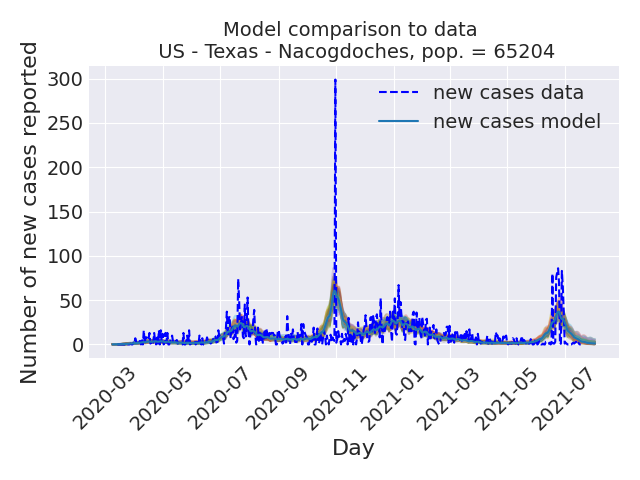 Model comparison to data
US - Texas - Nacogdoches, pop. = 65204
Number of new cases reported
300
250
200
150
100
50
0
new cases data
new cases model
2020-03
2020-05
2020-07
2020-09
2020-11
2021-01
2021-03
2021-05
2021-07
Day